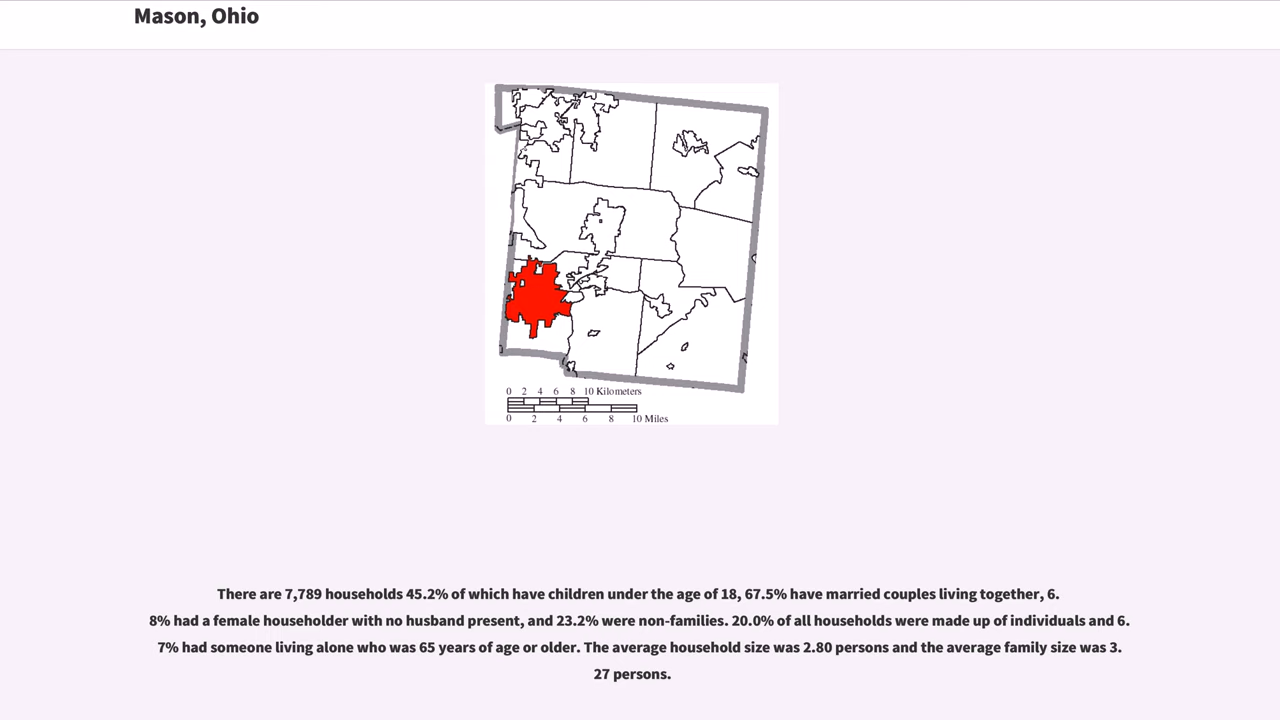 Mason, Ohio
0 2 4 6 8 10 Kilometers
0 2 4 6 8 10 Miles
There are 7,789 households 45.2% of which have children under the age of 18, 67.5% have married couples living together, 6.
8% had a female householder with no husband present, and 23.2% were non-families. 20.0% of all households were made up of individuals and 6.
7% had someone living alone who was 65 years of age or older. The average household size was 2.80 persons and the average family size was 3.
27 persons.